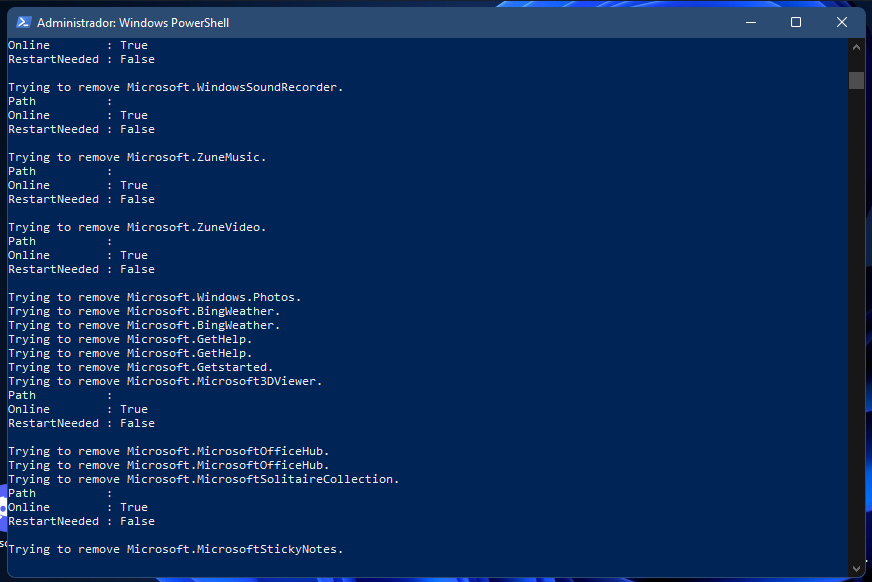 Administrador: Windows PowerShell
Online        : True
RestartNeeded : False
Trying to remove Microsoft.WindowsSoundRecorder.
Path          :
Online        : True
RestartNeeded : False
Trying to remove Microsoft.ZuneMusic.
Path          :
Online        : True
RestartNeeded : False
Trying to remove Microsoft.ZuneVideo.
Path          :
Online        : True
RestartNeeded : False
Trying to remove Microsoft.Windows.Photos.
Trying to remove Microsoft.BingWeather.
Trying to remove Microsoft.BingWeather.
Trying to remove Microsoft.GetHelp.
Trying to remove Microsoft.GetHelp.
Trying to remove Microsoft.Getstarted.
Trying to remove Microsoft.Microsoft3DViewer.
Path          :
Online        : True
RestartNeeded : False
Trying to remove Microsoft.MicrosoftOfficeHub.
Trying to remove Microsoft.MicrosoftOfficeHub.
Trying to remove Microsoft.MicrosoftSolitaireCollection.
Path          :
Online        : True
RestartNeeded : False
Trying to remove Microsoft.MicrosoftStickyNotes.